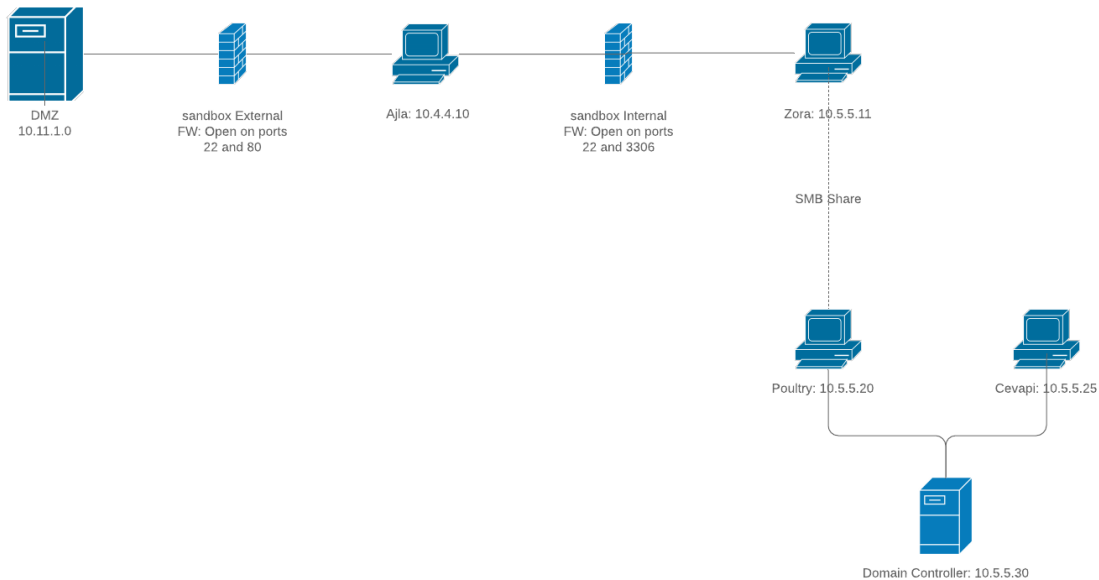 DMZ
10.11.1.0
sandbox External
FW: Open on ports
22 and 80
Ajla: 10.4.4.10
sandbox Internal
FW: Open on ports
22 and 3306
Zora: 10.5.5.11
SMB Share
Poultry: 10.5.5.20
Cevapi: 10.5.5.25
Domain Controller: 10.5.5.30